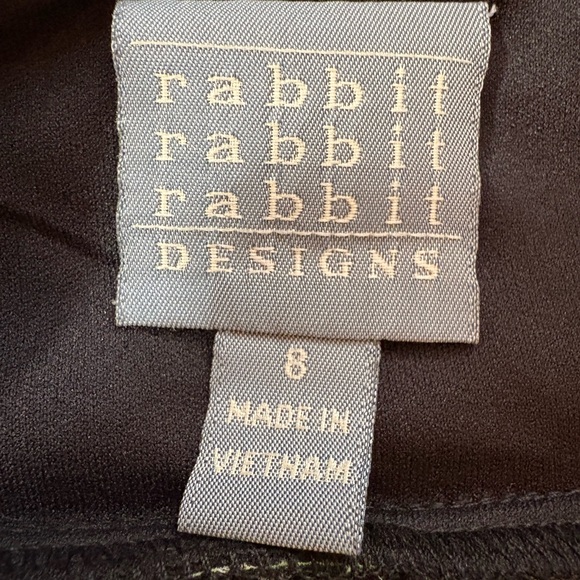 rabbit
rabbit
rabbit
DESIGNS
8
MADE IN
VIETNAM